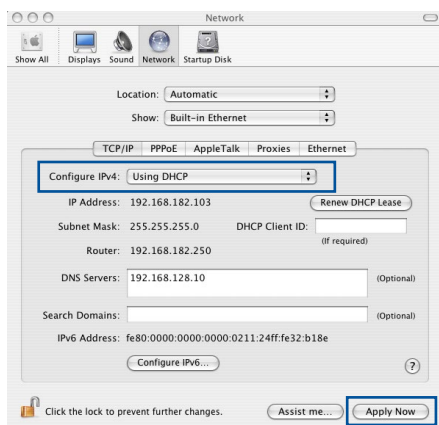 Network
Show All Displays Sound Network Startup Disk
Location: Automatic
Show: Built-in Ethernet
TCP/IP PPPoE AppleTalk Proxies Ethernet
Configure IPv4: Using DHCP
IP Address: 192.168.182.103 Renew DHCP Lease
Subnet Mask: 255.255.255.0 DHCP Client ID:
(If required)
Router: 192.168.182.250
DNS Servers: 192.168.128.10 (Optional)
Search Domains: (Optional)
IPv6 Address: fe80:0000:0000:0000:0211:24ff:fe32:b18e
Configure IPv6... ?
Click the lock to prevent further changes. Assist me... Apply Now